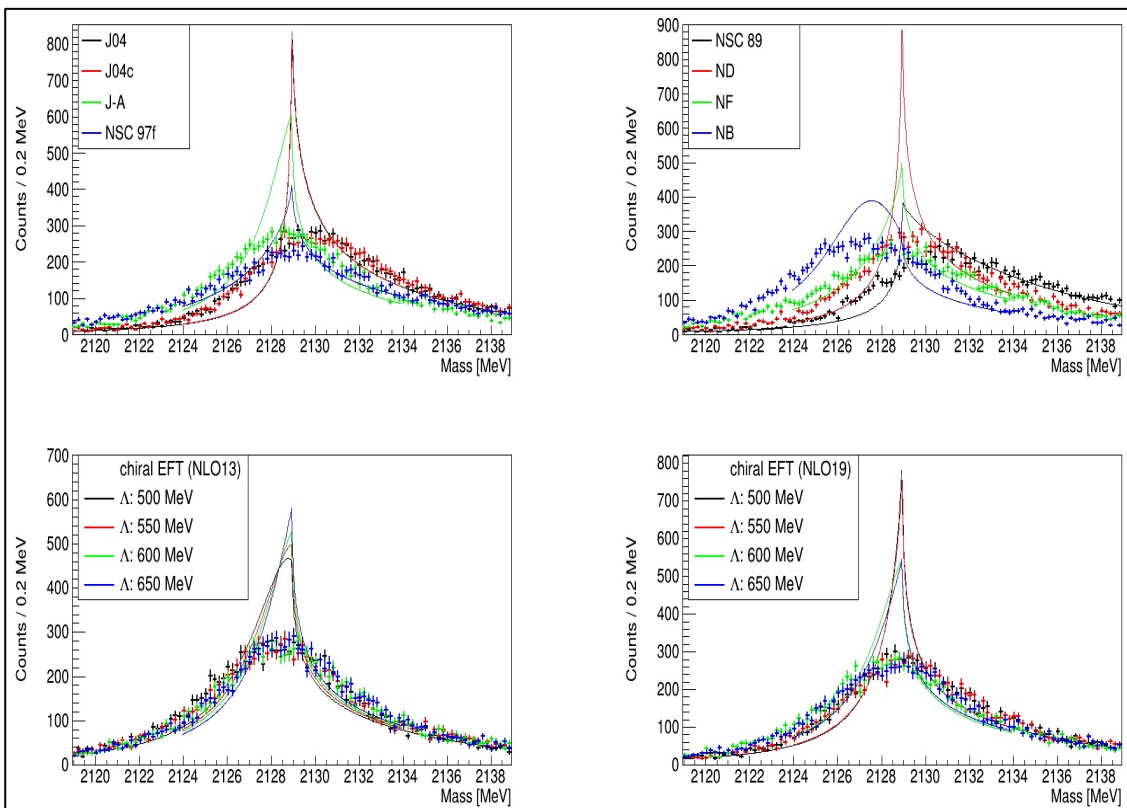 800
700
600
500
400
300
200
100
0
Counts / 0.2 MeV
J04
J04c
J-A
NSC 97f
2120 2122 2124 2126 2128 2130 2132 2134 2136 2138
Mass [MeV]
900
800
700
600
500
400
300
200
100
0
Counts / 0.2 MeV
NSC 89
ND
NF
NB
2120 2122 2124 2126 2128 2130 2132 2134 2136 2138
Mass [MeV]
700
600
500
400
300
200
100
0
Counts / 0.2 MeV
chiral EFT (NLO13)
Λ: 500 MeV
Λ: 550 MeV
Λ: 600 MeV
Λ: 650 MeV
2120 2122 2124 2126 2128 2130 2132 2134 2136 2138
Mass [MeV]
800
700
600
500
400
300
200
100
0
Counts / 0.2 MeV
chiral EFT (NLO19)
Λ: 500 MeV
Λ: 550 MeV
Λ: 600 MeV
Λ: 650 MeV
2120 2122 2124 2126 2128 2130 2132 2134 2136 2138
Mass [MeV]